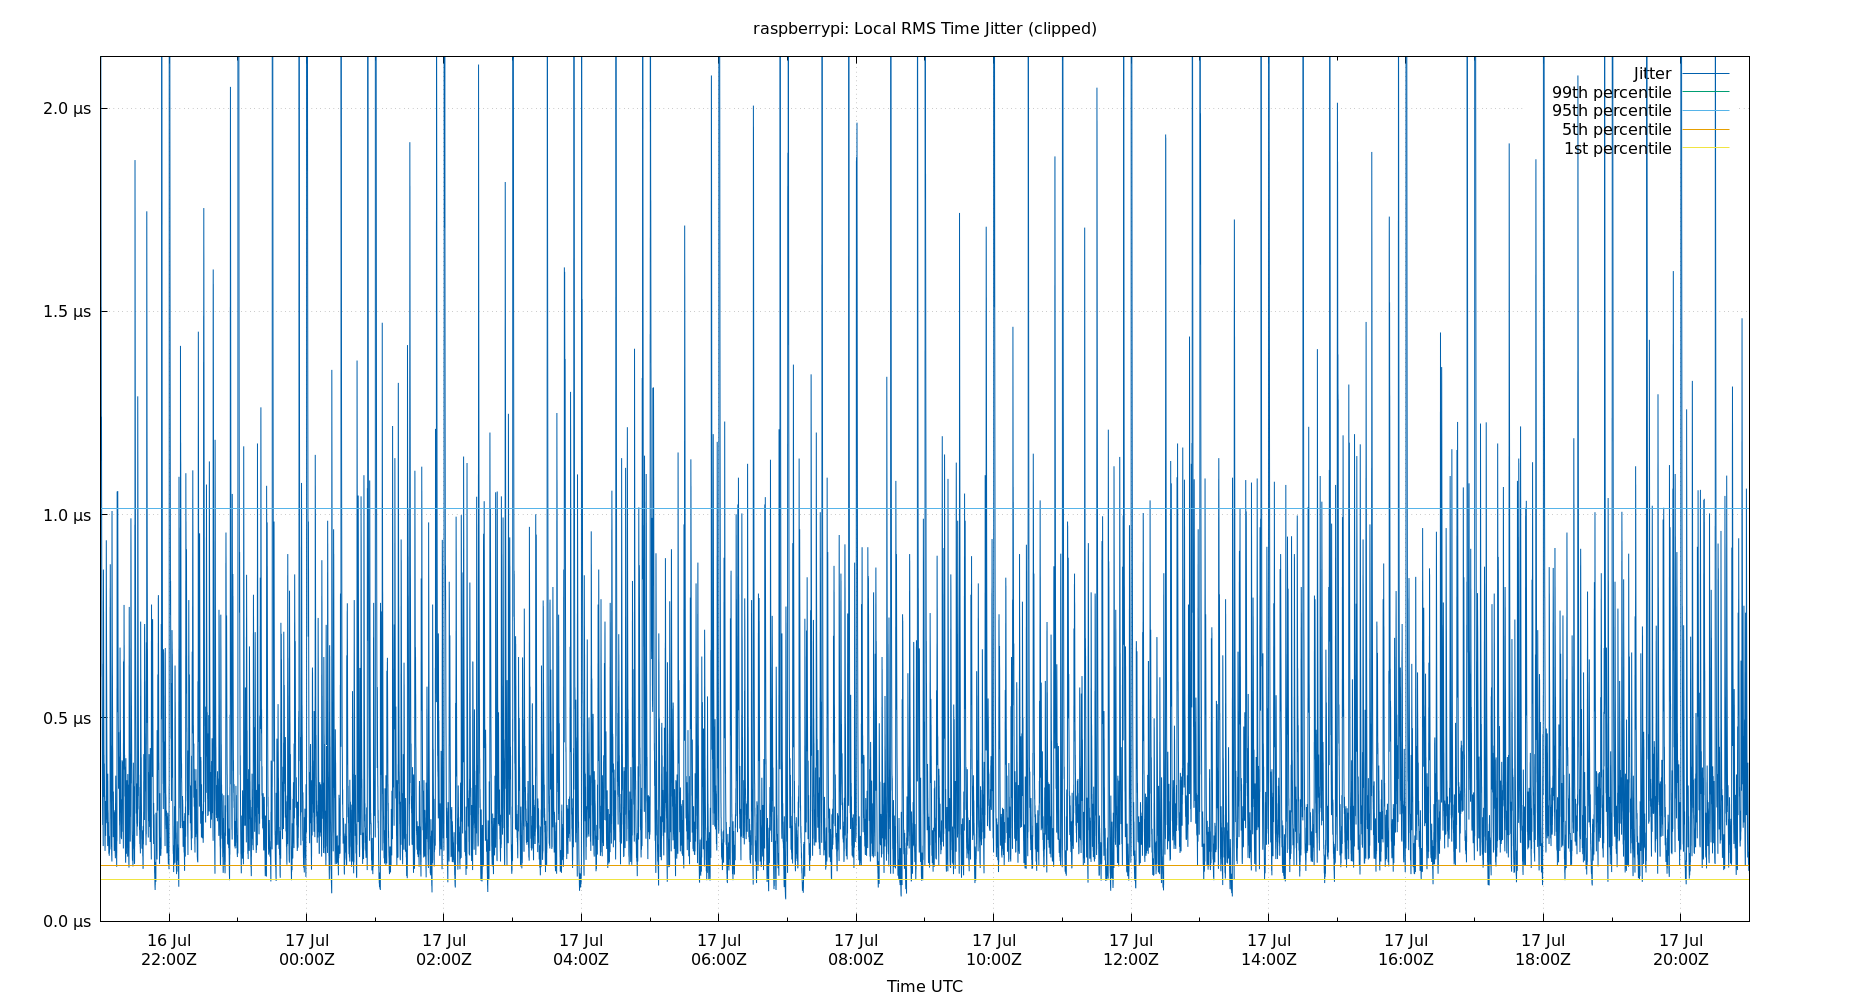 raspberrypi: Local RMS Time Jitter (clipped)
Jitter
99th percentile
95th percentile
5th percentile
1st percentile
2.0 µs
1.5 µs
1.0 µs
0.5 µs
0.0 µs
16 Jul 17 Jul 17 Jul 17 Jul 17 Jul 17 Jul 17 Jul 17 Jul 17 Jul 17 Jul 17 Jul 17 Jul
22:00Z 00:00Z 02:00Z 04:00Z 06:00Z 08:00Z 10:00Z 12:00Z 14:00Z 16:00Z 18:00Z 20:00Z
Time UTC